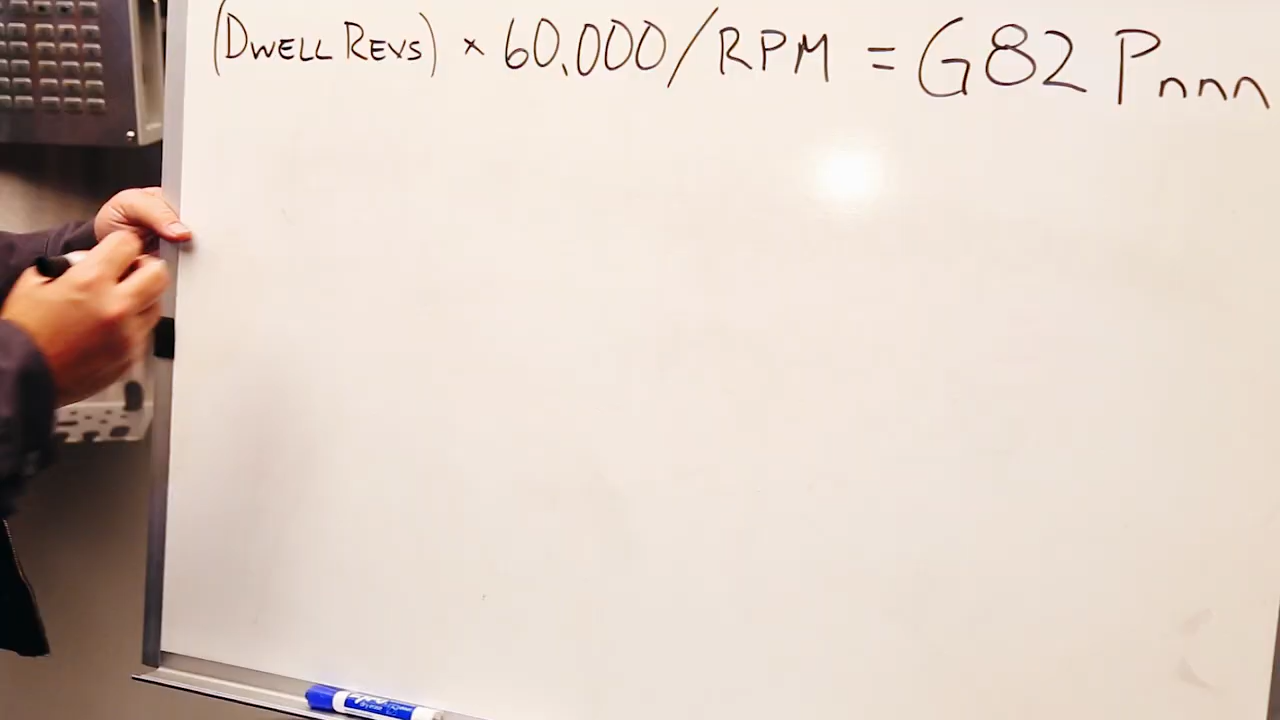 (DWELL REVS) × 60,000/RPM = G82 Pnnn